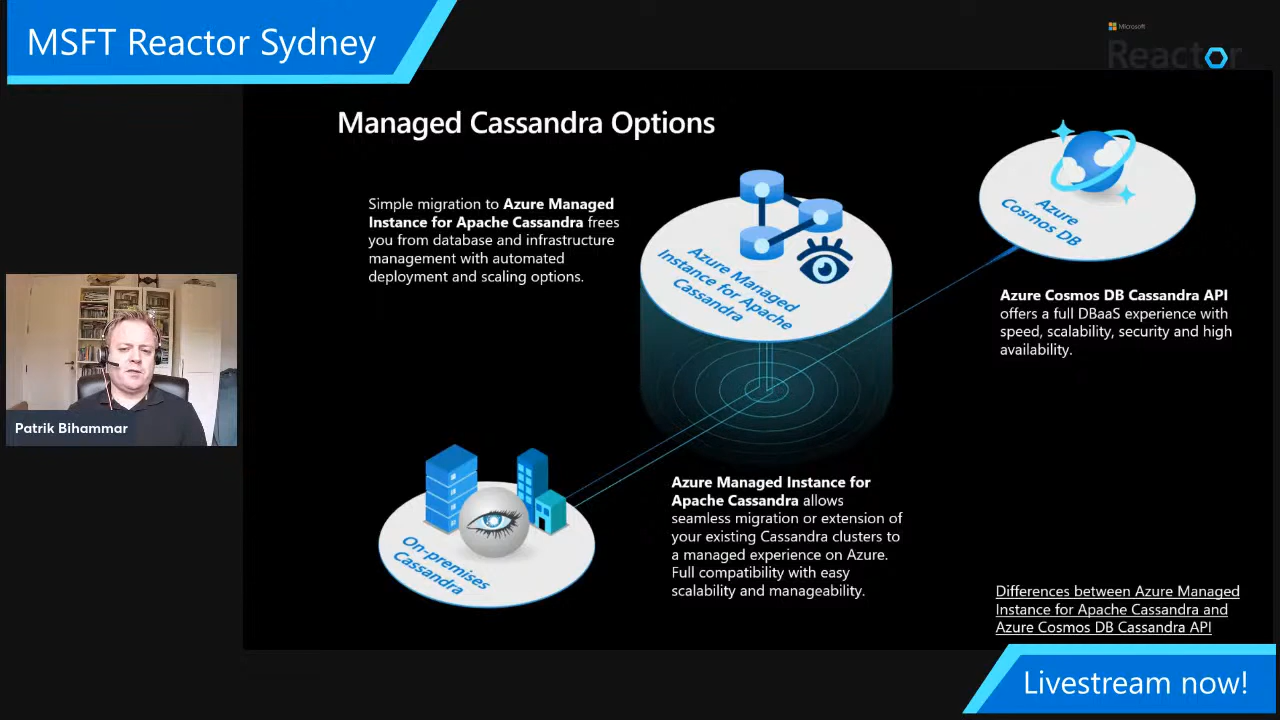 MSFT Reactor Sydney
Microsoft
Reactor
Managed Cassandra Options
Simple migration to Azure Managed
Instance for Apache Cassandra frees
you from database and infrastructure
management with automated
deployment and scaling options.
Azure Managed
Instance for Apache
Cassandra
Azure
Cosmos DB
Azure Cosmos DB Cassandra API
offers a full DBaaS experience with
speed, scalability, security and high
availability.
Patrik Bihammar
On-premises
Cassandra
Azure Managed Instance for
Apache Cassandra allows
seamless migration or extension of
your existing Cassandra clusters to
a managed experience on Azure.
Full compatibility with easy
scalability and manageability.
Differences between Azure Managed
Instance for Apache Cassandra and
Azure Cosmos DB Cassandra API
Livestream now!